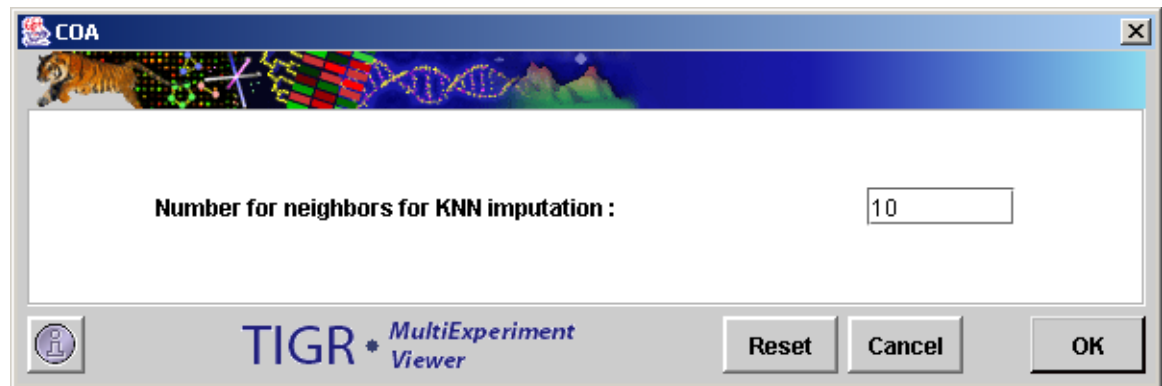 COA
Number for neighbors for KNN imputation :
10
TIGR * MultiExperiment Viewer
Reset
Cancel
OK